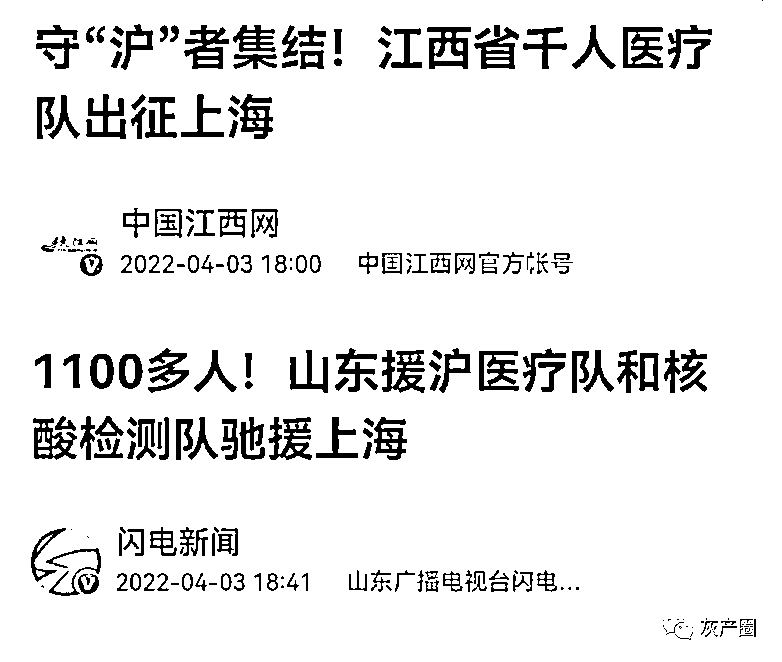 守“沪”者集结！江西省千人医疗
队出征上海
中国江西网
2022-04-03 18:00 中国江西网官方帐号
1100多人！山东援沪医疗队和核
酸检测队驰援上海
闪电新闻
2022-04-03 18:41 山东广播电视台闪电...
灰产圈